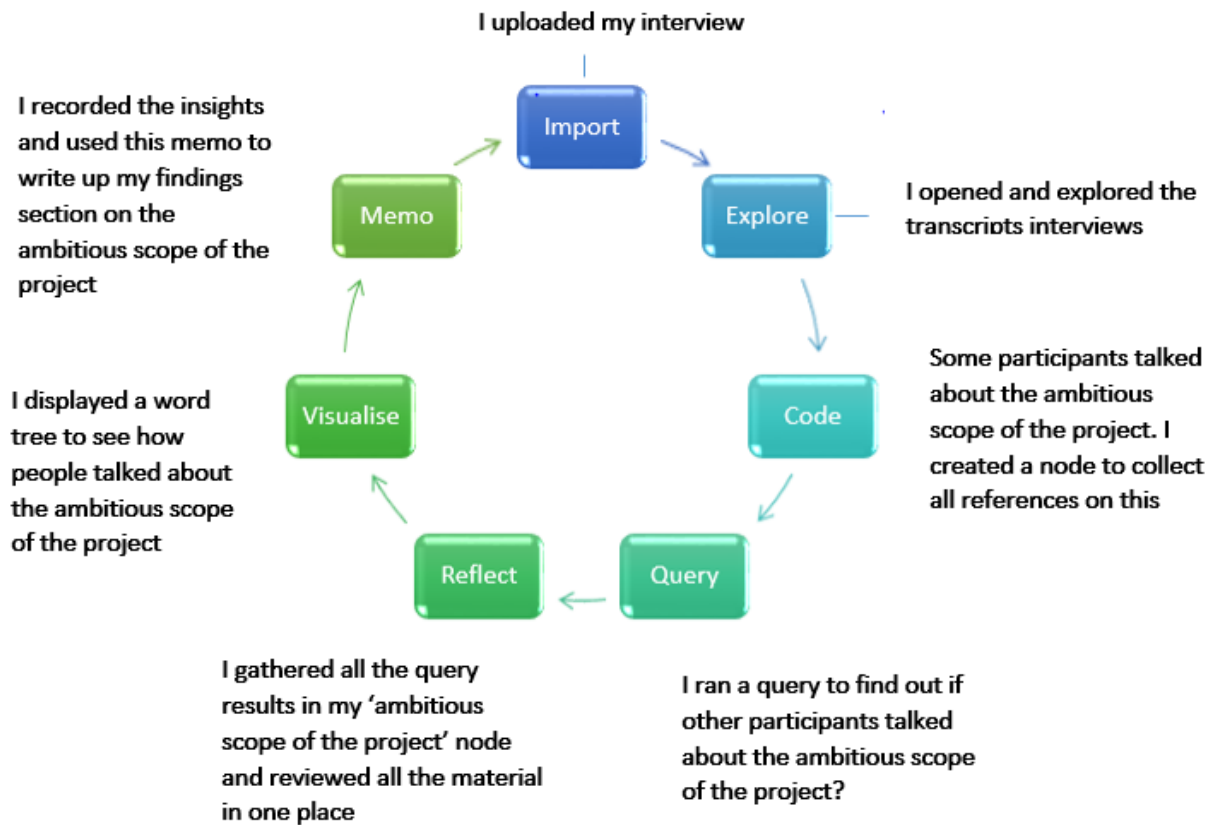 I uploaded my interview
Import
Explore
I opened and explored the
transcripts interviews
Code
Some participants talked
about the ambitious
scope of the project. I
created a node to collect
all references on this
Query
I ran a query to find out if
other participants talked
about the ambitious scope
of the project?
Reflect
I gathered all the query
results in my ‘ambitious
scope of the project’ node
and reviewed all the material
in one place
Visualise
I displayed a word
tree to see how
people talked about
the ambitious scope
of the project
Memo
I recorded the insights
and used this memo to
write up my findings
section on the
ambitious scope of the
project